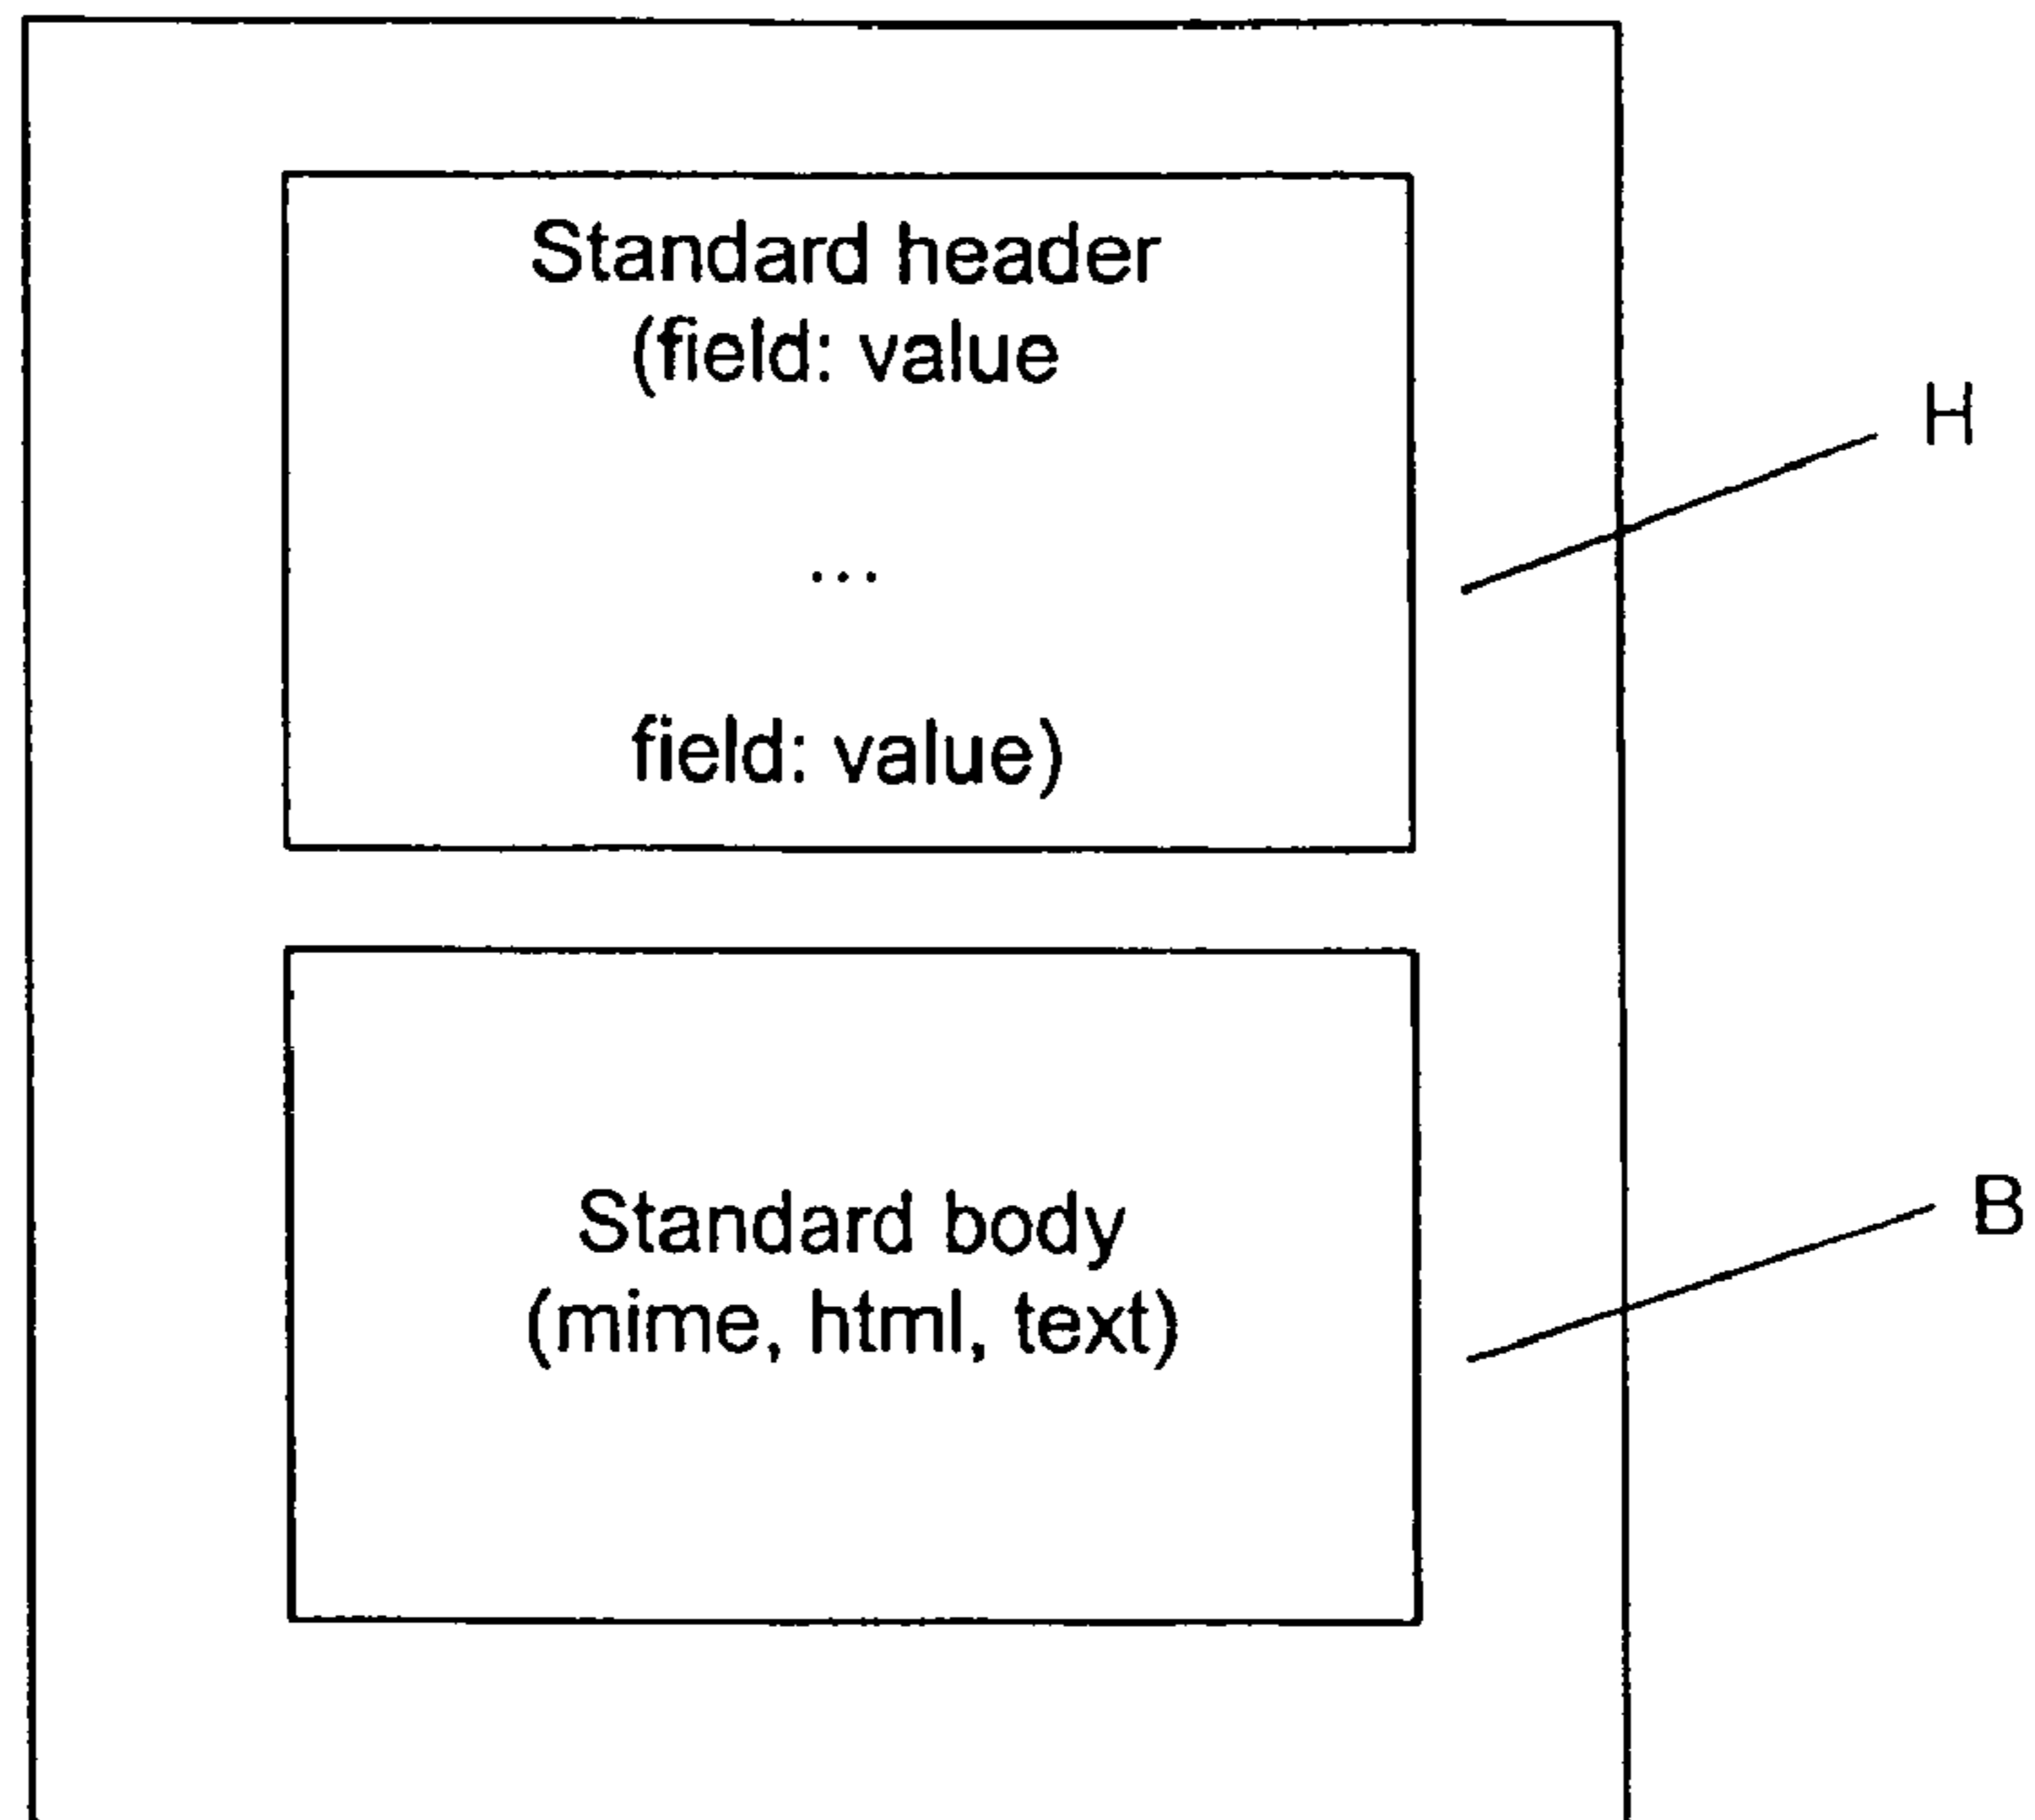 Standard header
(field: value
...
field: value)
H
Standard body
(mime, html, text)
B